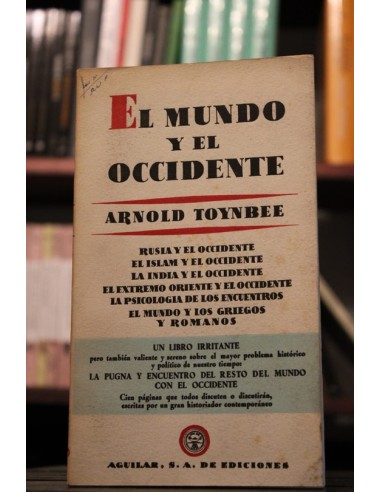 EL MUNDO
Y EL
OCCIDENTE
ARNOLD TOYNBEE
RUSIA Y EL OCCIDENTE
EL ISLAM Y EL OCCIDENTE
LA INDIA Y EL OCCIDENTE
EL EXTREMO ORIENTE Y EL OCCIDENTE
LA PSICOLOGIA DE LOS ENCUENTROS
EL MUNDO Y LOS GRIEGOS
Y ROMANOS
UN LIBRO IRRITANTE
pero también valiente y sereno sobre el mayor problema histórico
y político de nuestro tiempo
LA PUGNA Y ENCUENTRO DEL RESTO DEL MUNDO
CON EL OCCIDENTE
Cien páginas que todos discuten o discutirán,
escritas por un gran historiador contemporáneo
AGUILAR, S. A. DE EDICIONES